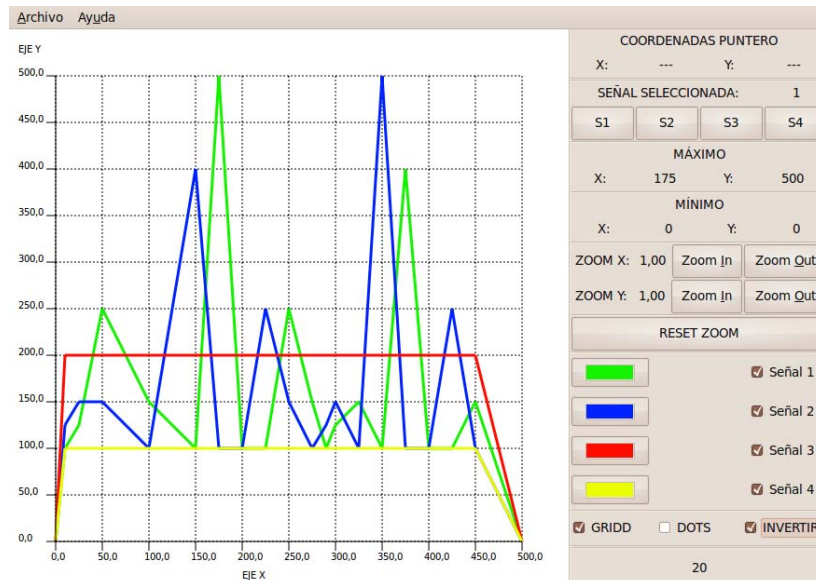 Archivo Ayuda
EJE Y
500,0
450,0
400,0
350,0
300,0
250,0
200,0
150,0
100,0
50,0
0,0
0,0 50,0 100,0 150,0 200,0 250,0 300,0 350,0 400,0 450,0 500,0
EJE X
COORDENADAS PUNTERO
X: --- Y: ---
SEÑAL SELECCIONADA: 1
S1 S2 S3 S4
MÁXIMO
X: 175 Y: 500
MÍNIMO
X: 0 Y: 0
ZOOM X: 1,00 Zoom In Zoom Out
ZOOM Y: 1,00 Zoom In Zoom Out
RESET ZOOM
Señal 1
Señal 2
Señal 3
Señal 4
GRIDD DOTS INVERTIR
20